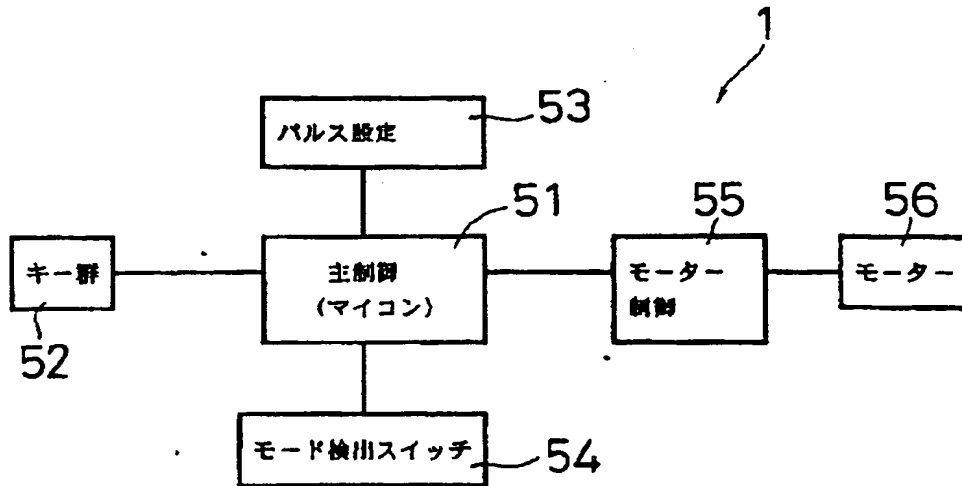 1
53
パルス設定
51
55
56
キー群
主制御
(マイコン)
モーター
制御
モーター
52
モード検出スイッチ
54